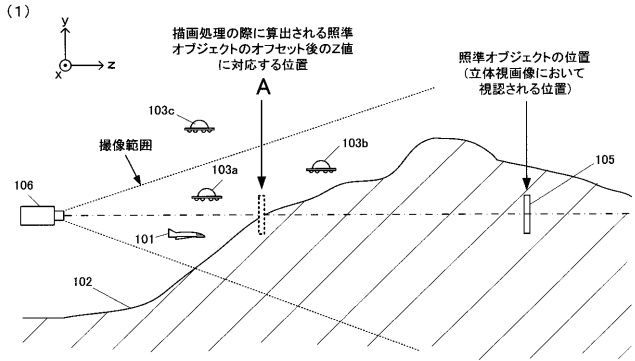 (1)
y
x
z
描画処理の際に算出される照準
オブジェクトのオフセット後のZ値
に対応する位置
A
照準オブジェクトの位置
(立体視画像において
視認される位置)
103c
撮像範囲
103b
103a
105
106
101
102